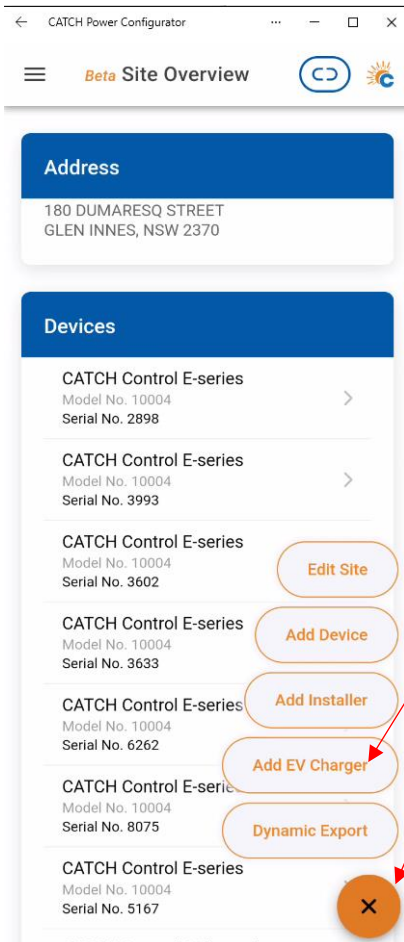 CATCH Power Configurator
Beta Site Overview
Address
180 DUMARESQ STREET
GLEN INNES, NSW 2370
Devices
CATCH Control E-series
Model No. 10004
Serial No. 2898
CATCH Control E-series
Model No. 10004
Serial No. 3993
CATCH Control E-series
Model No. 10004
Serial No. 3602
Edit Site
CATCH Control E-series
Model No. 10004
Serial No. 3633
Add Device
CATCH Control E-series
Model No. 10004
Serial No. 6262
Add Installer
Add EV Charger
CATCH Control E-serie
Model No. 10004
Serial No. 8075
Dynamic Export
CATCH Control E-series
Model No. 10004
Serial No. 5167